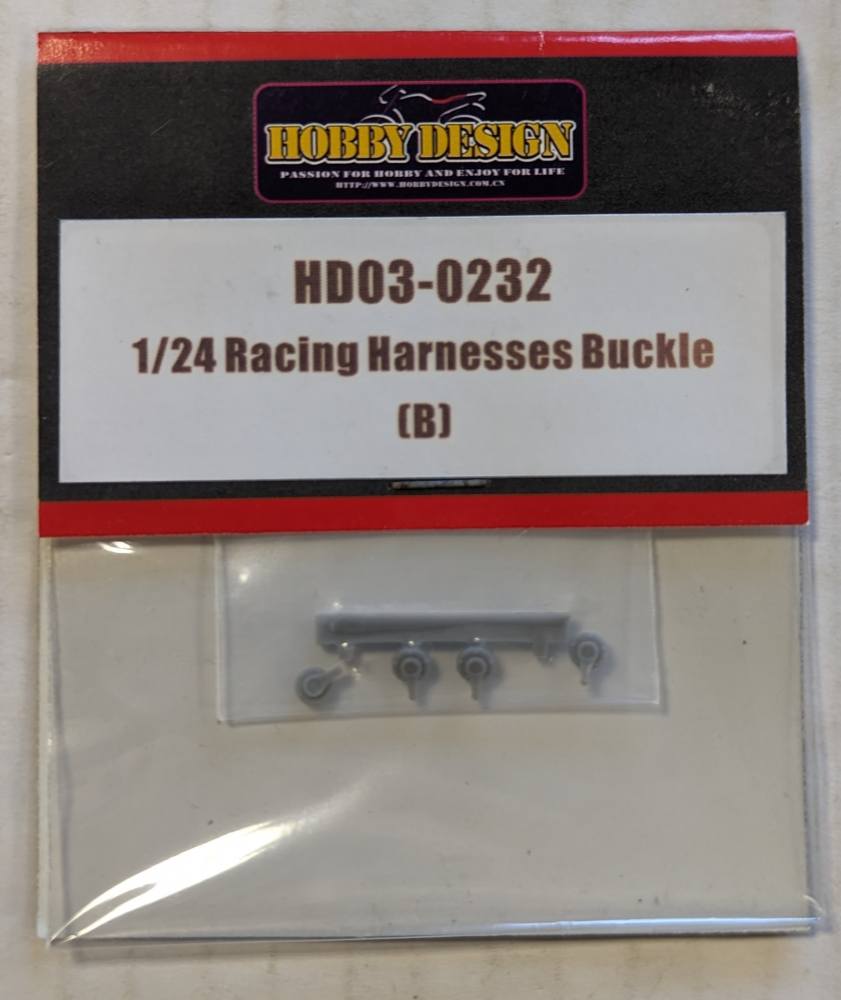 HOBBY DESIGN
PASSION FOR HOBBY AND ENJOY FOR LIFE
HTTP://WWW.HOBBYDESIGN.COM.CN
HD03-0232
1/24 Racing Harnesses Buckle
(B)